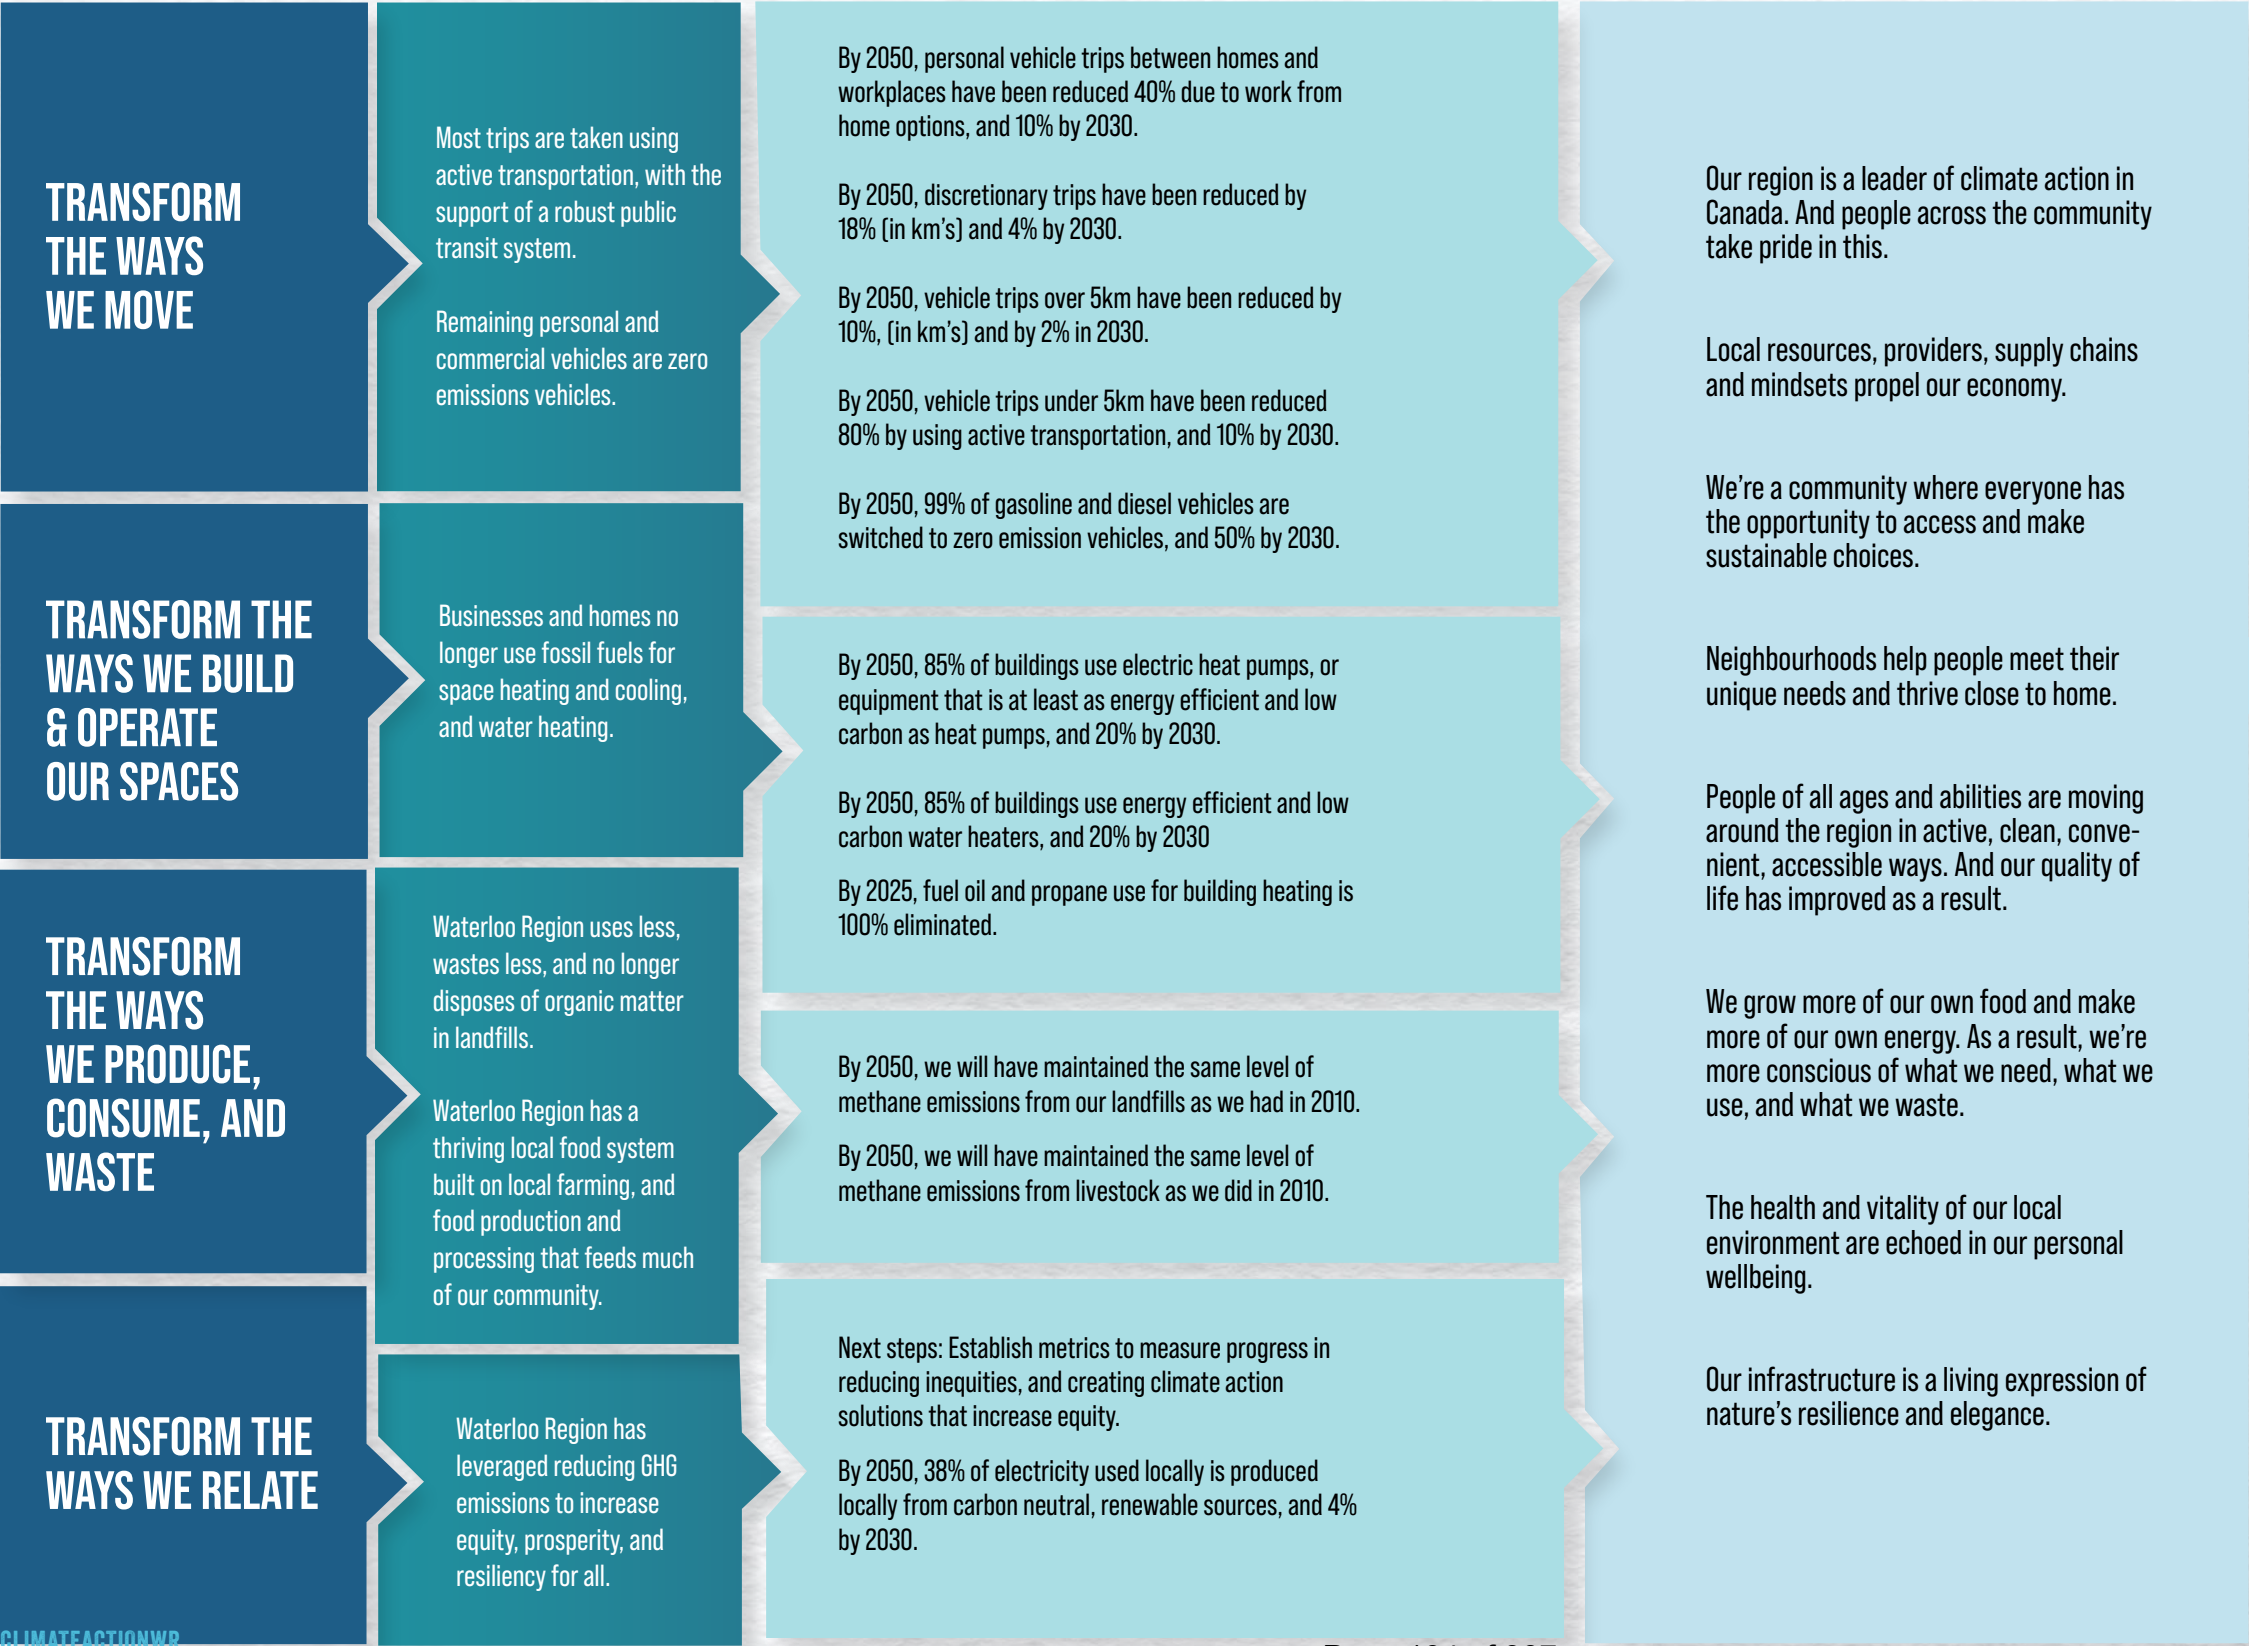 TRANSFORM
THE WAYS
WE MOVE
Most trips are taken using
active transportation, with the
support of a robust public
transit system.
Remaining personal and
commercial vehicles are zero
emissions vehicles.
By 2050, personal vehicle trips between homes and
workplaces have been reduced 40% due to work from
home options, and 10% by 2030.
By 2050, discretionary trips have been reduced by
18% (in km's) and 4% by 2030.
By 2050, vehicle trips over 5km have been reduced by
10%, (in km's) and by 2% in 2030.
By 2050, vehicle trips under 5km have been reduced
80% by using active transportation, and 10% by 2030.
By 2050, 99% of gasoline and diesel vehicles are
switched to zero emission vehicles, and 50% by 2030.
TRANSFORM THE
WAYS WE BUILD
& OPERATE
OUR SPACES
Businesses and homes no
longer use fossil fuels for
space heating and cooling,
and water heating.
By 2050, 85% of buildings use electric heat pumps, or
equipment that is at least as energy efficient and low
carbon as heat pumps, and 20% by 2030.
By 2050, 85% of buildings use energy efficient and low
carbon water heaters, and 20% by 2030
By 2025, fuel oil and propane use for building heating is
100% eliminated.
TRANSFORM
THE WAYS
WE PRODUCE,
CONSUME, AND
WASTE
Waterloo Region uses less,
wastes less, and no longer
disposes of organic matter
in landfills.
Waterloo Region has a
thriving local food system
built on local farming, and
food production and
processing that feeds much
of our community.
By 2050, we will have maintained the same level of
methane emissions from our landfills as we had in 2010.
By 2050, we will have maintained the same level of
methane emissions from livestock as we did in 2010.
TRANSFORM THE
WAYS WE RELATE
Waterloo Region has
leveraged reducing GHG
emissions to increase
equity, prosperity, and
resiliency for all.
Next steps: Establish metrics to measure progress in
reducing inequities, and creating climate action
solutions that increase equity.
By 2050, 38% of electricity used locally is produced
locally from carbon neutral, renewable sources, and 4%
by 2030.
Our region is a leader of climate action in
Canada. And people across the community
take pride in this.
Local resources, providers, supply chains
and mindsets propel our economy.
We're a community where everyone has
the opportunity to access and make
sustainable choices.
Neighbourhoods help people meet their
unique needs and thrive close to home.
People of all ages and abilities are moving
around the region in active, clean, conve-
nient, accessible ways. And our quality of
life has improved as a result.
We grow more of our own food and make
more of our own energy. As a result, we're
more conscious of what we need, what we
use, and what we waste.
The health and vitality of our local
environment are echoed in our personal
wellbeing.
Our infrastructure is a living expression of
nature's resilience and elegance.
CLIMATEACTIONWR